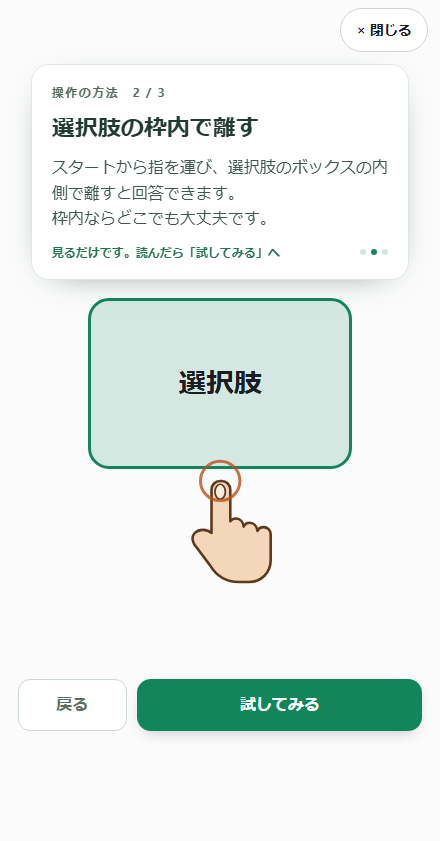 × 閉じる
操作の方法 2 / 3
選択肢の枠内で離す
スタートから指を運び、選択肢のボックスの内
側で離すと回答できます。
枠内ならどこでも大丈夫です。
見るだけです。読んだら「試してみる」へ
選択肢
戻る
試してみる